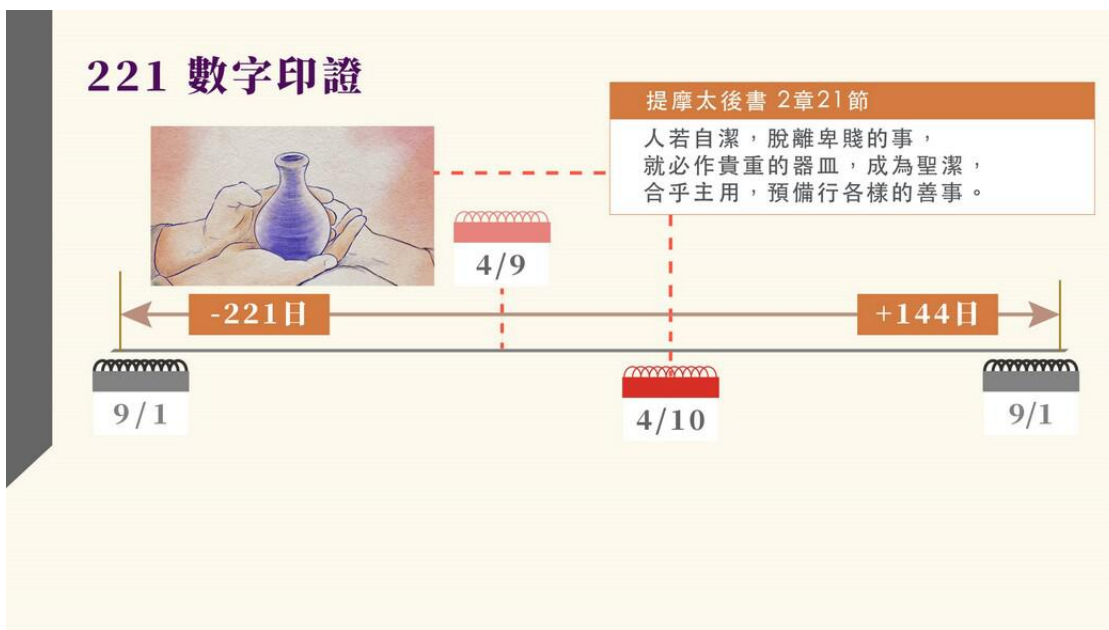 221 數字印證
提摩太後書 2章21節
人若自潔，脫離卑賤的事，
就必作貴重的器皿，成為聖潔，
合乎主用，預備行各樣的善事。
4/9
-221日
+144日
9/1
4/10
9/1